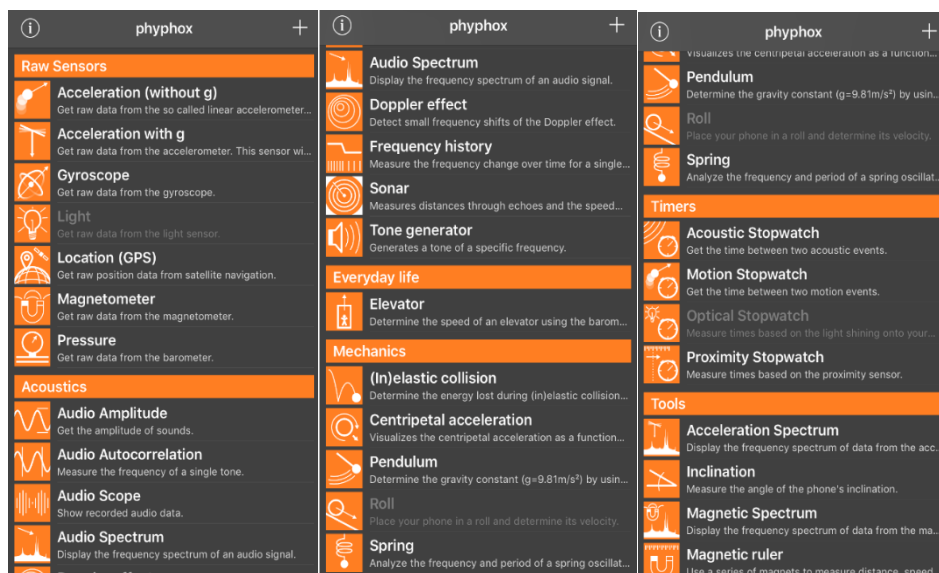 phyphox
Raw Sensors
Acceleration (without g)
Get raw data from the so called linear accelerometer...
Acceleration with g
Get raw data from the accelerometer. This sensor wi...
Gyroscope
Get raw data from the gyroscope.
Light
Get raw data from the light sensor.
Location (GPS)
Get raw position data from satellite navigation.
Magnetometer
Get raw data from the magnetometer.
Pressure
Get raw data from the barometer.
Acoustics
Audio Amplitude
Get the amplitude of sounds.
Audio Autocorrelation
Measure the frequency of a single tone.
Audio Scope
Show recorded audio data.
Audio Spectrum
Display the frequency spectrum of an audio signal.
phyphox
Audio Spectrum
Display the frequency spectrum of an audio signal.
Doppler effect
Detect small frequency shifts of the Doppler effect.
Frequency history
Measure the frequency change over time for a single...
Sonar
Measures distances through echoes and the speed...
Tone generator
Generates a tone of a specific frequency.
Everyday life
Elevator
Determine the speed of an elevator using the barom...
Mechanics
(In)elastic collision
Determine the energy lost during (in)elastic collision...
Centripetal acceleration
Visualizes the centripetal acceleration as a function...
Pendulum
Determine the gravity constant (g=9.81m/s²) by usin...
Roll
Place your phone in a roll and determine its velocity.
Spring
Analyze the frequency and period of a spring oscillat...
phyphox
Visualizes the centripetal acceleration as a function...
Pendulum
Determine the gravity constant (g=9.81m/s²) by usin...
Roll
Place your phone in a roll and determine its velocity.
Spring
Analyze the frequency and period of a spring oscillat...
Timers
Acoustic Stopwatch
Get the time between two acoustic events.
Motion Stopwatch
Get the time between two motion events.
Optical Stopwatch
Measure times based on the light shining onto your...
Proximity Stopwatch
Measure times based on the proximity sensor.
Tools
Acceleration Spectrum
Display the frequency spectrum of data from the acc...
Inclination
Measure the angle of the phone's inclination.
Magnetic Spectrum
Display the frequency spectrum of data from the ma...
Magnetic ruler
Use a series of magnets to measure distance, speed